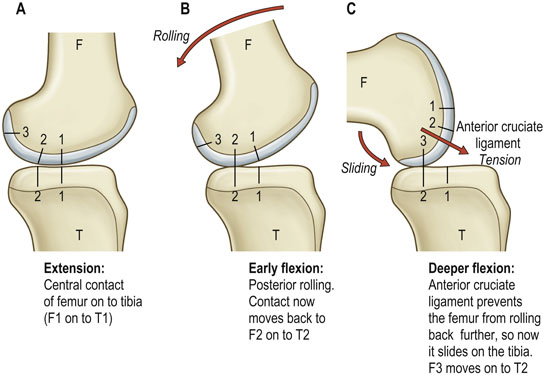 A
F
3
2
1
2
1
T
Extension:
Central contact
of femur on to tibia
(F1 on to T1)
B
Rolling
F
3
2
1
2
1
T
Early flexion:
Posterior rolling.
Contact now
moves back to
F2 on to T2
C
F
1
2
3
Anterior cruciate
ligament
Tension
Sliding
2
1
T
Deeper flexion:
Anterior cruciate
ligament prevents
the femur from rolling
back further, so now
it slides on the tibia.
F3 moves on to T2